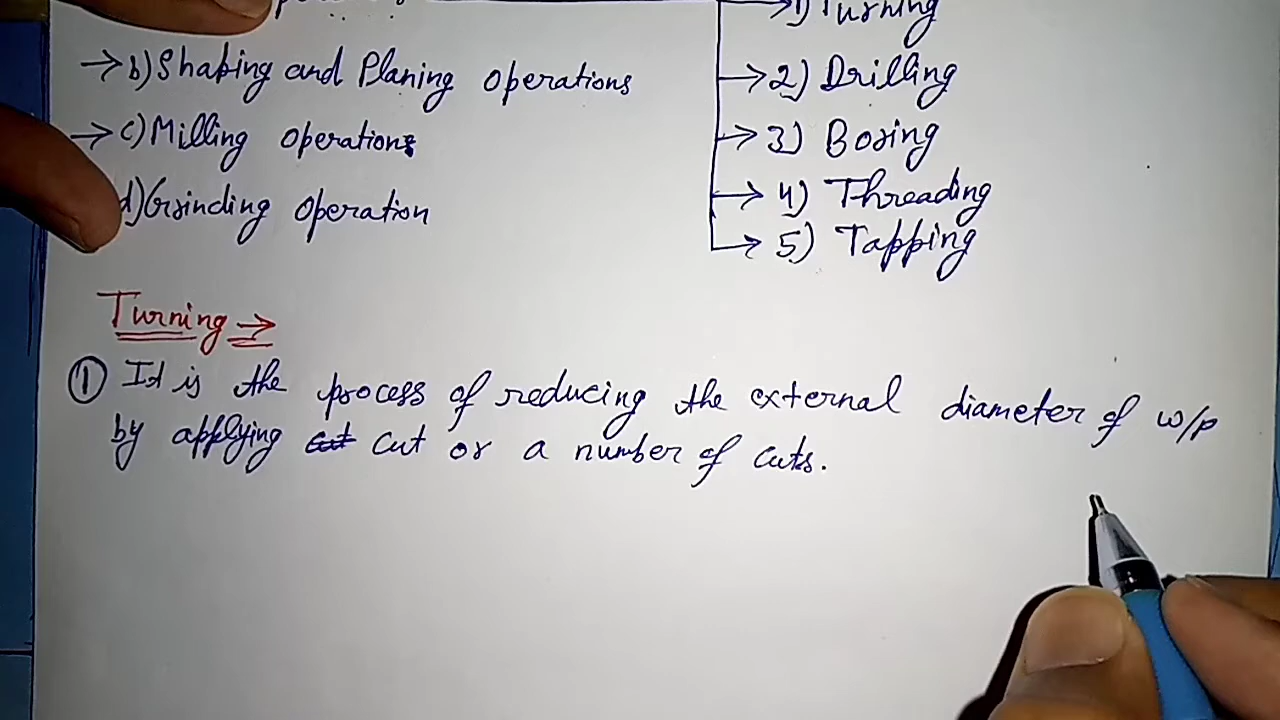 → 1) Turning
→ b) Shaping and Planing operations
→ 2) Drilling
→ c) Milling operations
→ 3) Boring
d) Grinding operation
→ 4) Threading
→ 5) Tapping
Turning →
① It is the process of reducing the external diameter of w/p
by applying cut cut or a number of cuts.